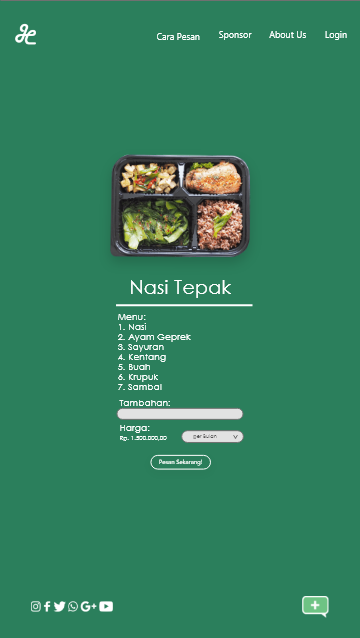 Cara Pesan
Sponsor
About Us
Login
Nasi Tepak
Menu:
1. Nasi
2. Ayam Geprek
3. Sayuran
4. Kentang
5. Buah
6. Krupuk
7. Sambal
Tambahan:
Harga:
Rp. 1.500.000,00
per Bulan
Pesan Sekarang!